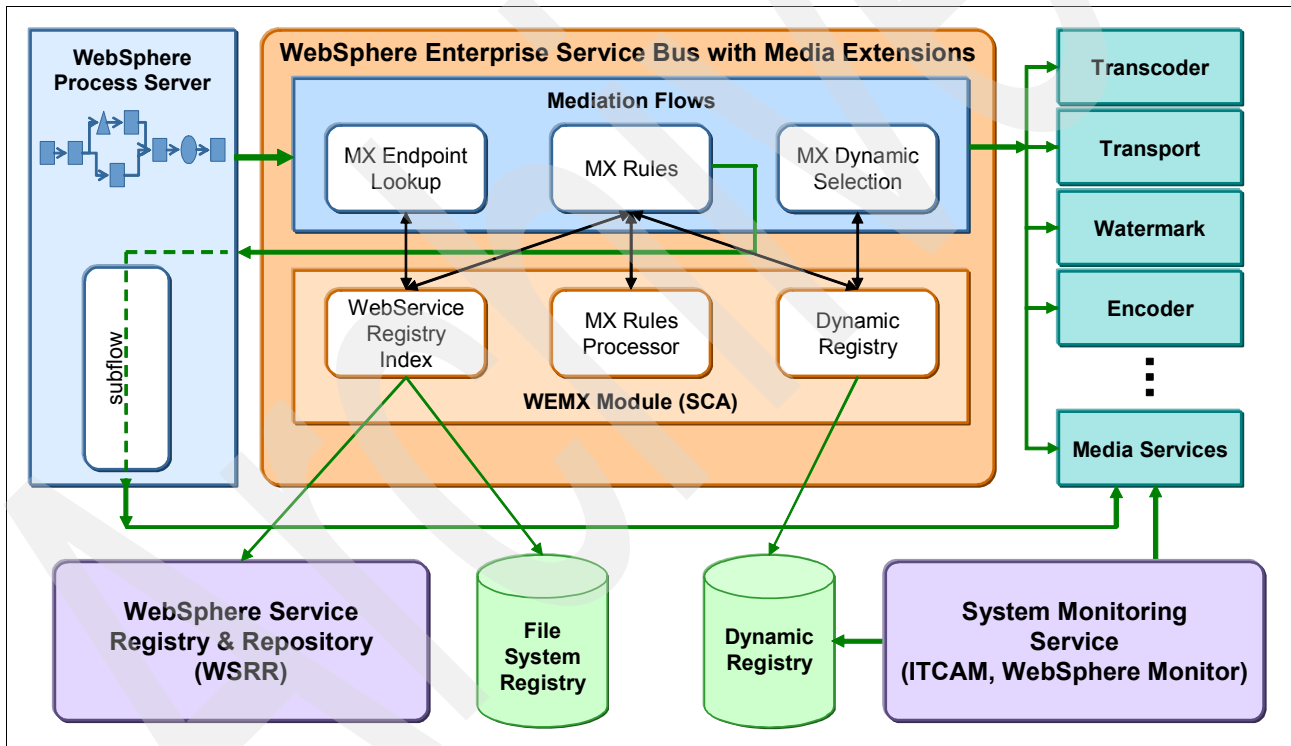 WebSphere
Process Server
subflow
WebSphere Enterprise Service Bus with Media Extensions
Mediation Flows
MX Endpoint
Lookup
MX Rules
MX Dynamic
Selection
WebService
Registry
Index
MX Rules
Processor
Dynamic
Registry
WEMX Module (SCA)
Transcoder
Transport
Watermark
Encoder
Media Services
WebSphere Service
Registry & Repository
(WSRR)
File
System
Registry
Dynamic
Registry
System Monitoring
Service
(ITCAM, WebSphere Monitor)